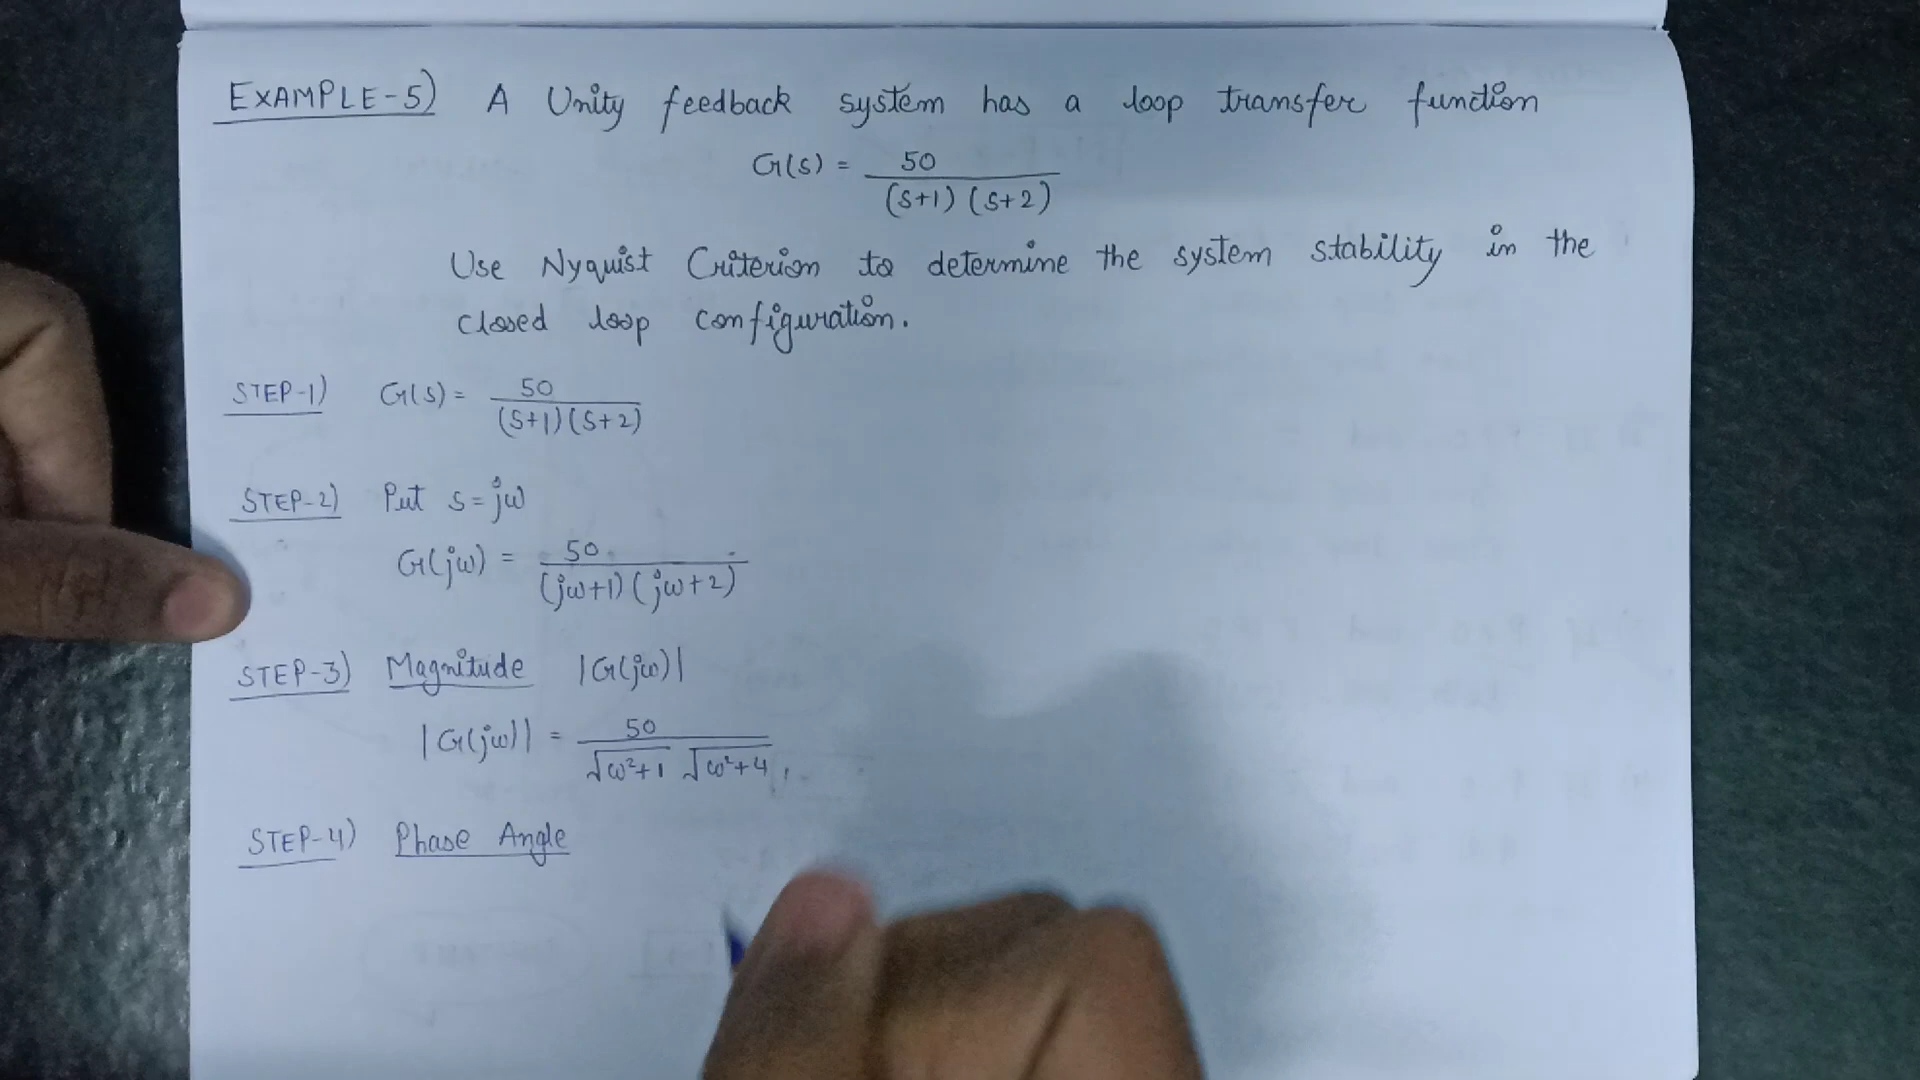 EXAMPLE-5) A Unity feedback system has a loop transfer function
G(s) = 50 / (s+1) (s+2)
Use Nyquist Criterion to determine the system stability in the
closed loop configuration.
STEP-1) G(s) = 50 / (s+1)(s+2)
STEP-2) Put s=jω
G(jω) = 50 / (jω+1) (jω+2)
STEP-3) Magnitude |G(jω)|
|G(jω)| = 50 / √ω²+1 √ω²+4
STEP-4) Phase Angle